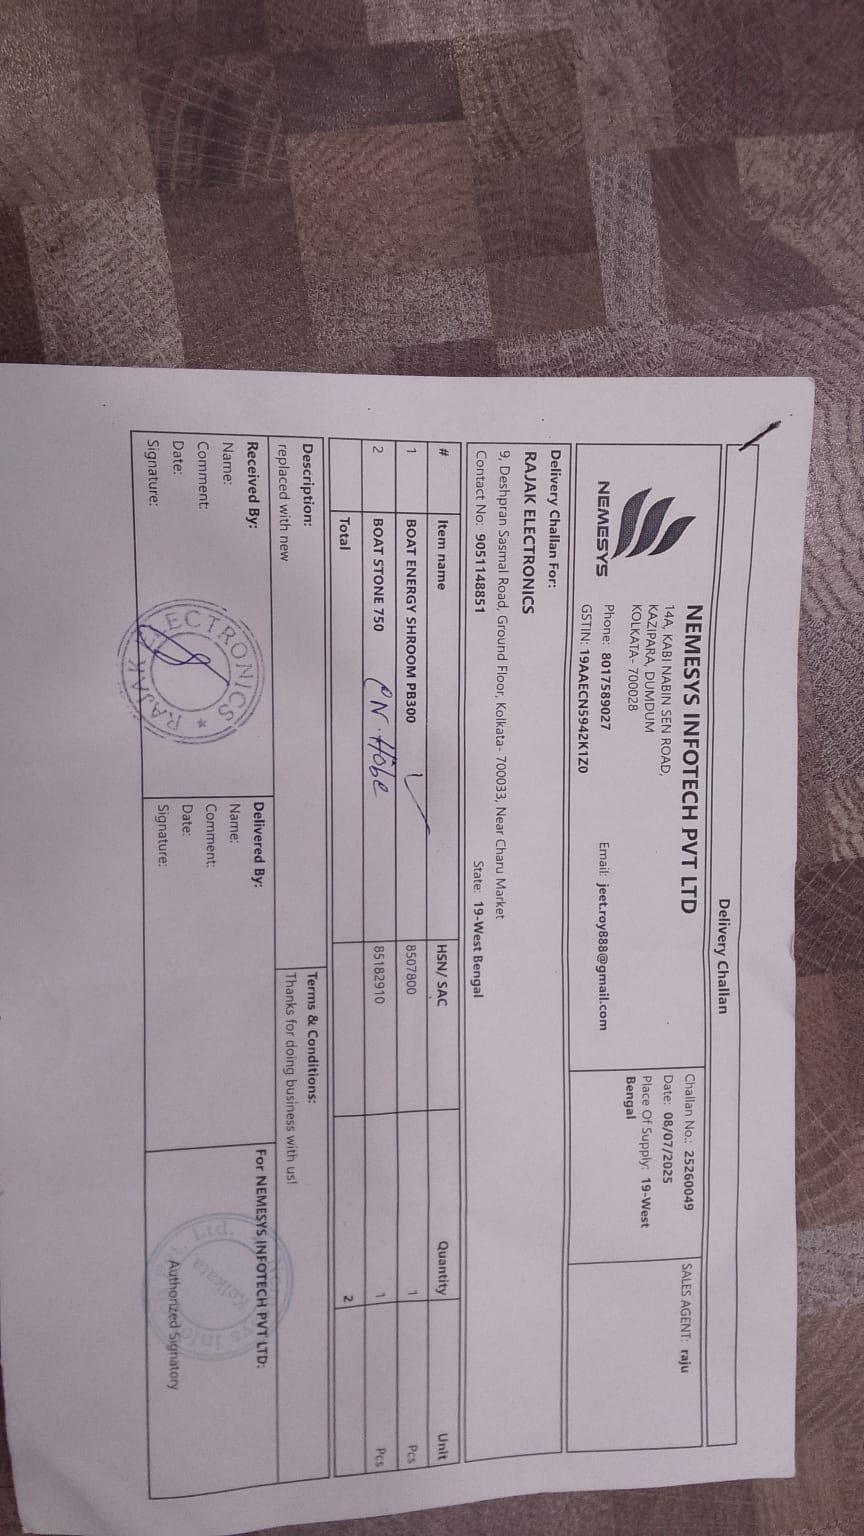 Delivery Challan
NEMESYS
NEMESYS INFOTECH PVT LTD
14A, KABI NABIN SEN ROAD,
KAZIPARA, DUMDUM
KOLKATA- 700028
Phone: 8017589027
Email: jeet.roy888@gmail.com
GSTIN: 19AAECN5942K1Z0
Challan No.: 25260049
Date: 08/07/2025
Place Of Supply: 19-West
Bengal
SALES AGENT: raju
Delivery Challan For:
RAJAK ELECTRONICS
9, Deshpran Sasmal Road, Ground Floor, Kolkata- 700033, Near Charu Market
Contact No: 9051148851 State: 19-West Bengal
# Item name HSN/ SAC Quantity Unit
1 BOAT ENERGY SHROOM PB300 8507800 1 Pcs
2 BOAT STONE 750 CN. Hobe 85182910 1 Pcs
Total 2
Description:
replaced with new
Terms & Conditions:
Thanks for doing business with us!
Received By:
Name:
Comment:
Date:
Signature:
RAJAK ELECTRONICS
Delivered By:
Name:
Comment:
Date:
Signature:
For NEMESYS INFOTECH PVT LTD:
Ltd.
Kolkata
Authorized Signatory